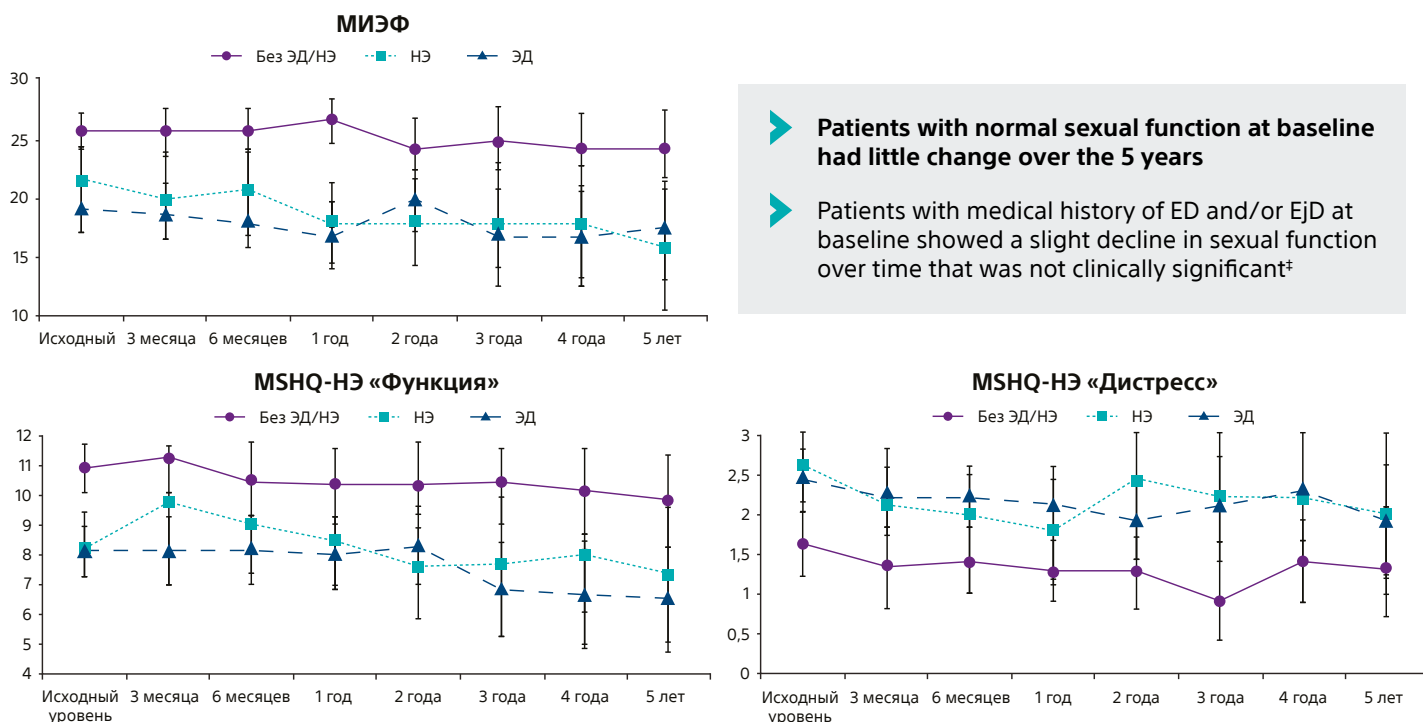 МИЭФ
Без ЭД/НЭ НЭ ЭД
30
25
20
15
10
Исходный 3 месяца 6 месяцев 1 год 2 года 3 года 4 года 5 лет
Patients with normal sexual function at baseline
had little change over the 5 years
Patients with medical history of ED and/or EjD at
baseline showed a slight decline in sexual function
over time that was not clinically significant‡
MSHQ-НЭ «Функция»
Без ЭД/НЭ НЭ ЭД
12
11
10
9
8
7
6
5
4
Исходный уровень 3 месяца 6 месяцев 1 год 2 года 3 года 4 года 5 лет
MSHQ-НЭ «Дистресс»
Без ЭД/НЭ НЭ ЭД
3
2,5
2
1,5
1
0,5
0
Исходный уровень 3 месяца 6 месяцев 1 год 2 года 3 года 4 года 5 лет